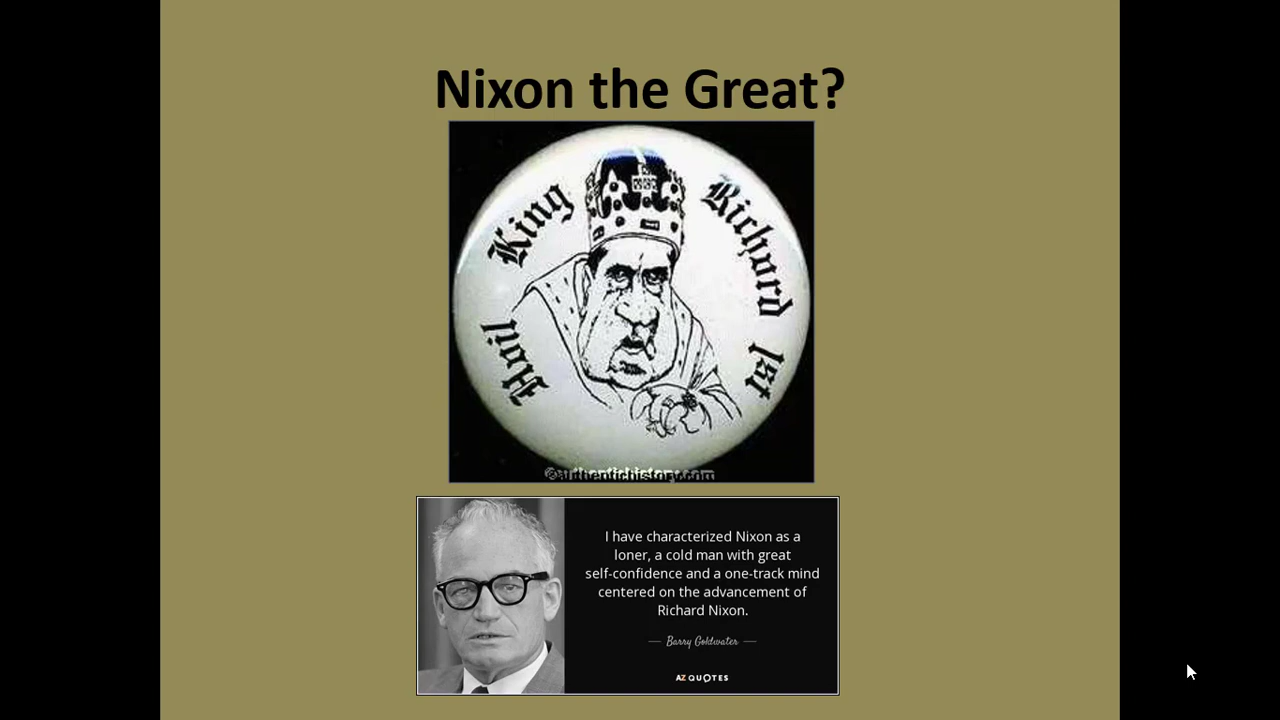 Nixon the Great?
Hail King Richard 1st
©authentichistory.com
I have characterized Nixon as a
loner, a cold man with great
self-confidence and a one-track mind
centered on the advancement of
Richard Nixon.
Barry Goldwater
AZ QUOTES